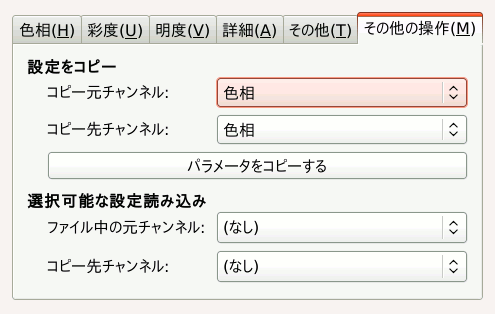 色相(H) 彩度(U) 明度(V) 詳細(A) その他(T) その他の操作(M)
設定をコピー
コピー元チャンネル: 色相
コピー先チャンネル: 色相
パラメータをコピーする
選択可能な設定読み込み
ファイル中の元チャンネル: (なし)
コピー先チャンネル: (なし)